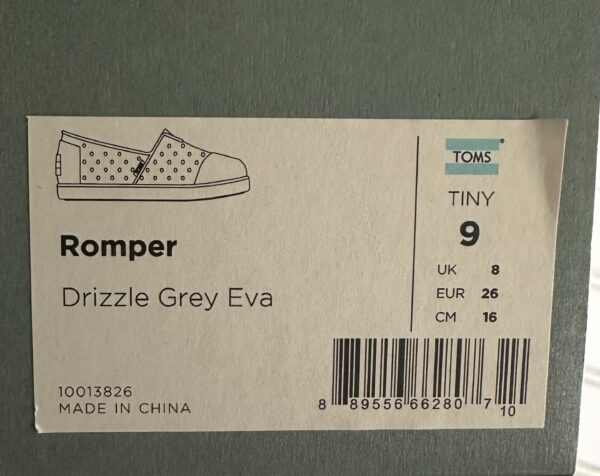 TOMS
TINY
9
UK 8
EUR 26
CM 16
Romper
Drizzle Grey Eva
10013826
MADE IN CHINA
8 89556 66280 7 10